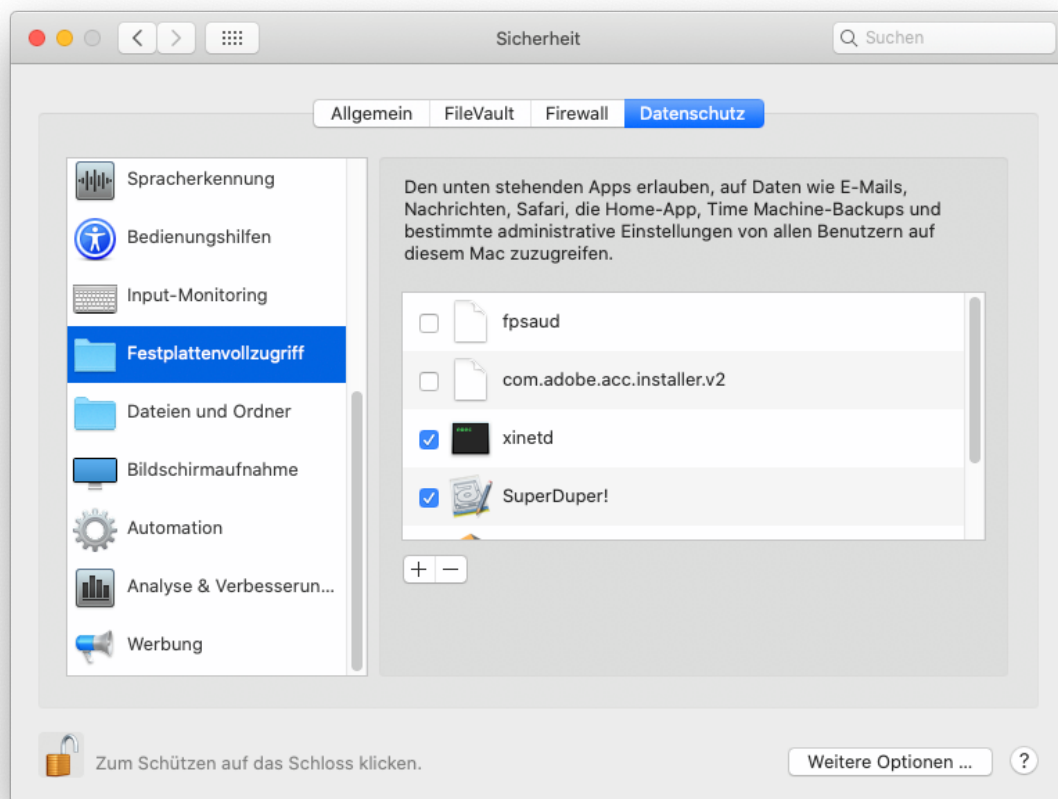 Sicherheit
Suchen
Allgemein
FileVault
Firewall
Datenschutz
Spracherkennung
Bedienungshilfen
Input-Monitoring
Festplattenvollzugriff
Dateien und Ordner
Bildschirmaufnahme
Automation
Analyse & Verbesserun...
Werbung
Den unten stehenden Apps erlauben, auf Daten wie E-Mails,
Nachrichten, Safari, die Home-App, Time Machine-Backups und
bestimmte administrative Einstellungen von allen Benutzern auf
diesem Mac zuzugreifen.
fpsaud
com.adobe.acc.installer.v2
xinetd
SuperDuper!
+ −
Zum Schützen auf das Schloss klicken.
Weitere Optionen ...
?